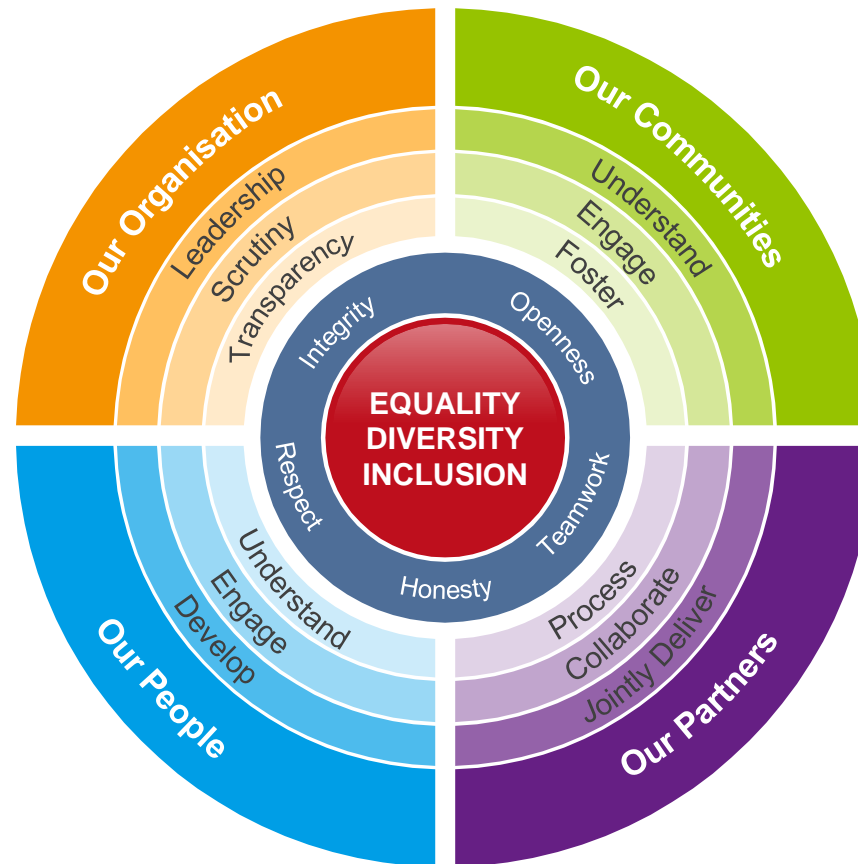 Our Organisation
Leadership
Scrutiny
Transparency
Our Communities
Understand
Engage
Foster
Integrity
Openness
EQUALITY
DIVERSITY
INCLUSION
Respect
Teamwork
Honesty
Understand
Engage
Develop
Our People
Process
Collaborate
Jointly Deliver
Our Partners